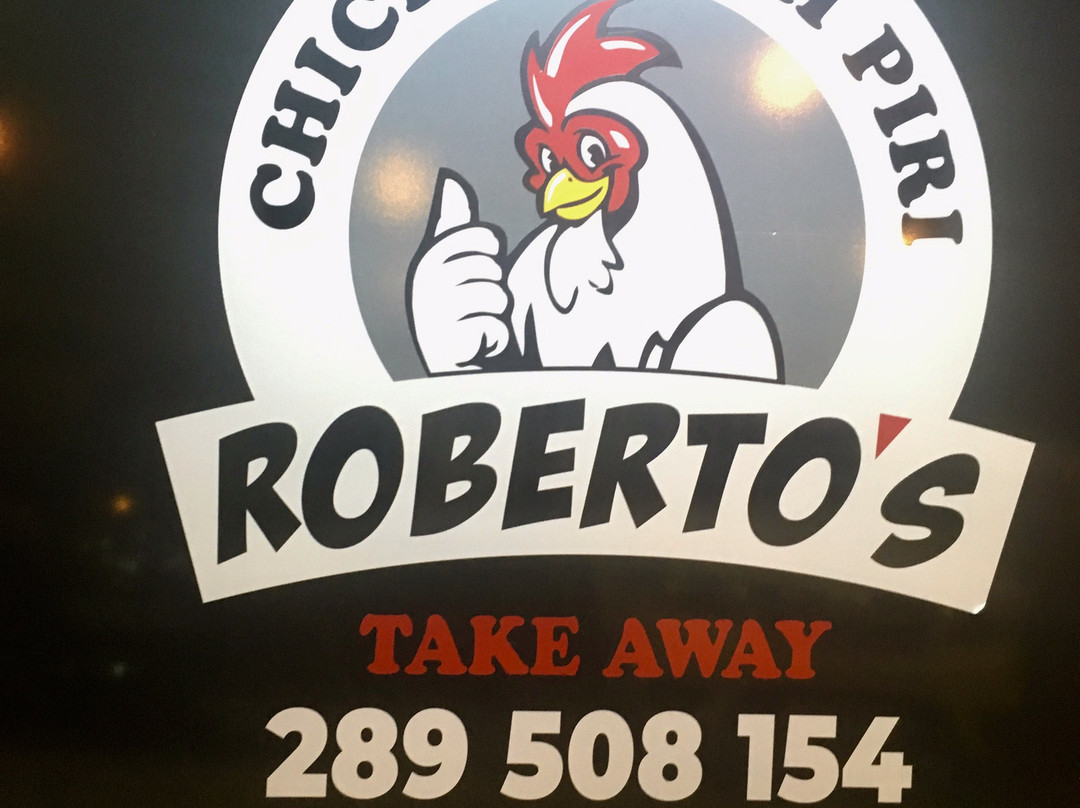 PIRI
ROBERTO'S
TAKE AWAY
289 508 154